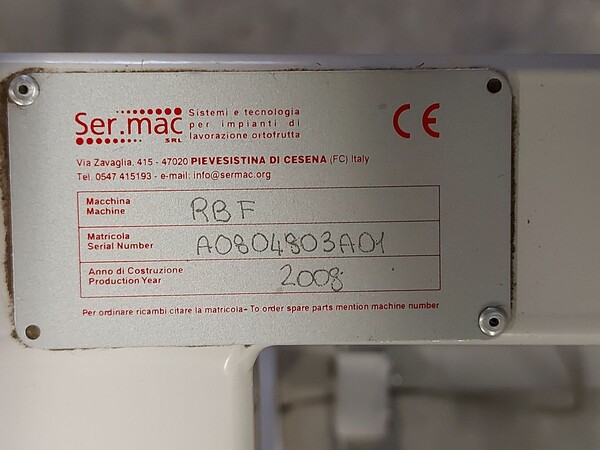 Ser.mac
SRL
Sistemi e tecnologia
per impianti di
lavorazione ortofrutta
CE
Via Zavaglia, 415 - 47020 PIEVESISTINA DI CESENA (FC) Italy
Tel. 0547 415193 - e-mail: info@sermac.org
Macchina
Machine
RBF
Matricola
Serial Number
A0804803A01
Anno di Costruzione
Production Year
2008
Per ordinare ricambi citare la matricola- To order spare parts mention machine number